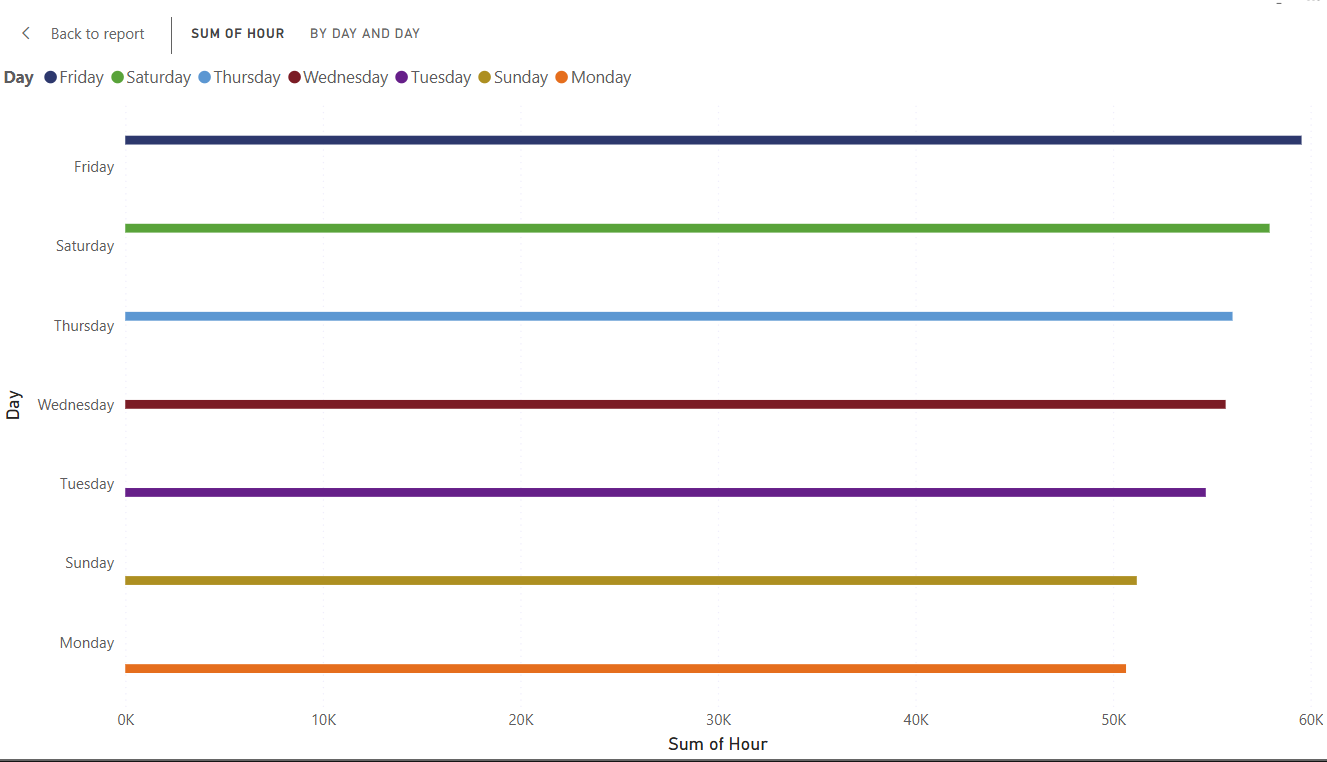 Back to report SUM OF HOUR BY DAY AND DAY
Day Friday Saturday Thursday Wednesday Tuesday Sunday Monday
Friday
Saturday
Thursday
Day
Wednesday
Tuesday
Sunday
Monday
0K 10K 20K 30K 40K 50K 60K
Sum of Hour